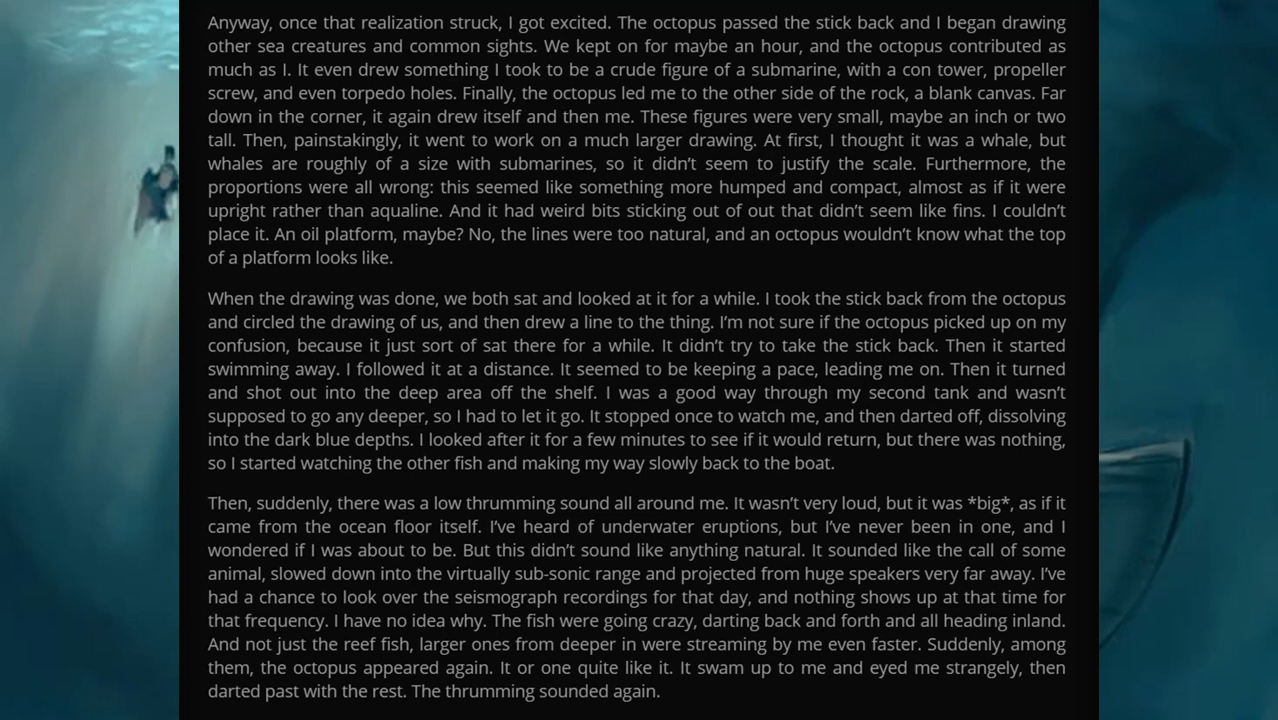 Anyway, once that realization struck, I got excited. The octopus passed the stick back and I began drawing
other sea creatures and common sights. We kept on for maybe an hour, and the octopus contributed as
much as I. It even drew something I took to be a crude figure of a submarine, with a con tower, propeller
screw, and even torpedo holes. Finally, the octopus led me to the other side of the rock, a blank canvas. Far
down in the corner, it again drew itself and then me. These figures were very small, maybe an inch or two
tall. Then, painstakingly, it went to work on a much larger drawing. At first, I thought it was a whale, but
whales are roughly of a size with submarines, so it didn’t seem to justify the scale. Furthermore, the
proportions were all wrong: this seemed like something more humped and compact, almost as if it were
upright rather than aqualine. And it had weird bits sticking out of out that didn’t seem like fins. I couldn’t
place it. An oil platform, maybe? No, the lines were too natural, and an octopus wouldn’t know what the top
of a platform looks like.
When the drawing was done, we both sat and looked at it for a while. I took the stick back from the octopus
and circled the drawing of us, and then drew a line to the thing. I’m not sure if the octopus picked up on my
confusion, because it just sort of sat there for a while. It didn’t try to take the stick back. Then it started
swimming away. I followed it at a distance. It seemed to be keeping a pace, leading me on. Then it turned
and shot out into the deep area off the shelf. I was a good way through my second tank and wasn’t
supposed to go any deeper, so I had to let it go. It stopped once to watch me, and then darted off, dissolving
into the dark blue depths. I looked after it for a few minutes to see if it would return, but there was nothing,
so I started watching the other fish and making my way slowly back to the boat.
Then, suddenly, there was a low thrumming sound all around me. It wasn’t very loud, but it was *big*, as if it
came from the ocean floor itself. I’ve heard of underwater eruptions, but I’ve never been in one, and I
wondered if I was about to be. But this didn’t sound like anything natural. It sounded like the call of some
animal, slowed down into the virtually sub-sonic range and projected from huge speakers very far away. I’ve
had a chance to look over the seismograph recordings for that day, and nothing shows up at that time for
that frequency. I have no idea why. The fish were going crazy, darting back and forth and all heading inland.
And not just the reef fish, larger ones from deeper in were streaming by me even faster. Suddenly, among
them, the octopus appeared again. It or one quite like it. It swam up to me and eyed me strangely, then
darted past with the rest. The thrumming sounded again.